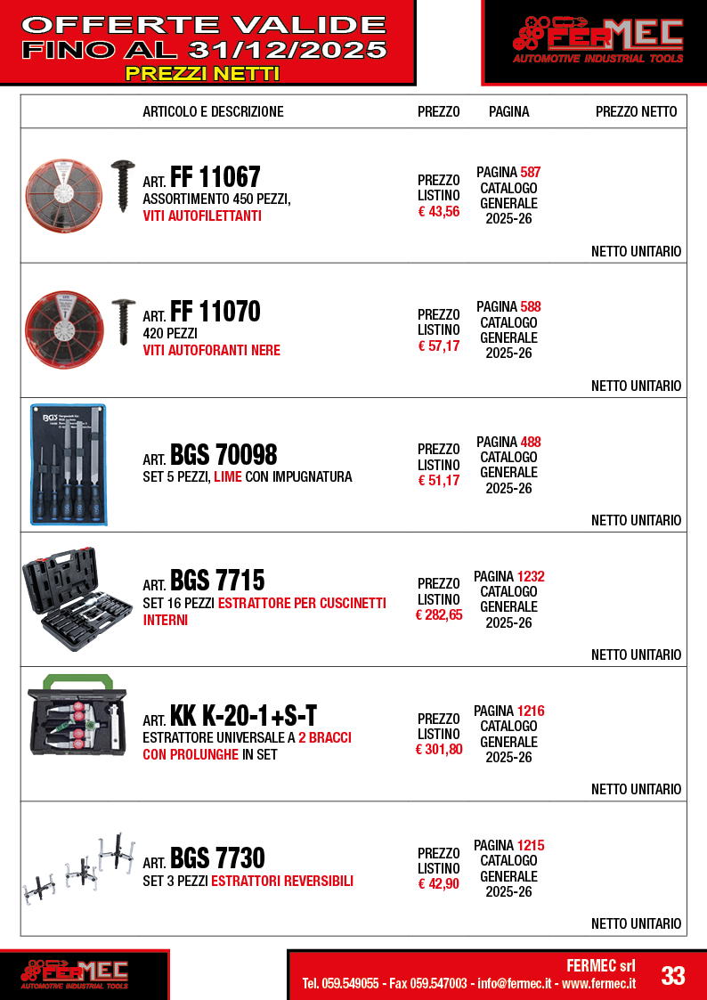 OFFERTE VALIDE
FINO AL 31/12/2025
PREZZI NETTI
FERMEC
AUTOMOTIVE INDUSTRIAL TOOLS
ARTICOLO E DESCRIZIONE PREZZO PAGINA PREZZO NETTO
ART. FF 11067
ASSORTIMENTO 450 PEZZI,
VITI AUTOFILETTANTI
PREZZO
LISTINO
€ 43,56
PAGINA 587
CATALOGO
GENERALE
2025-26
NETTO UNITARIO
ART. FF 11070
420 PEZZI
VITI AUTOFORANTI NERE
PREZZO
LISTINO
€ 57,17
PAGINA 588
CATALOGO
GENERALE
2025-26
NETTO UNITARIO
BGS
ART. BGS 70098
SET 5 PEZZI, LIME CON IMPUGNATURA
PREZZO
LISTINO
€ 51,17
PAGINA 488
CATALOGO
GENERALE
2025-26
NETTO UNITARIO
ART. BGS 7715
SET 16 PEZZI ESTRATTORE PER CUSCINETTI
INTERNI
PREZZO
LISTINO
€ 282,65
PAGINA 1232
CATALOGO
GENERALE
2025-26
NETTO UNITARIO
ART. KK K-20-1+S-T
ESTRATTORE UNIVERSALE A 2 BRACCI
CON PROLUNGHE IN SET
PREZZO
LISTINO
€ 301,80
PAGINA 1216
CATALOGO
GENERALE
2025-26
NETTO UNITARIO
ART. BGS 7730
SET 3 PEZZI ESTRATTORI REVERSIBILI
PREZZO
LISTINO
€ 42,90
PAGINA 1215
CATALOGO
GENERALE
2025-26
NETTO UNITARIO
FERMEC
AUTOMOTIVE INDUSTRIAL TOOLS
FERMEC srl
Tel. 059.549055 - Fax 059.547003 - info@fermec.it - www.fermec.it
33